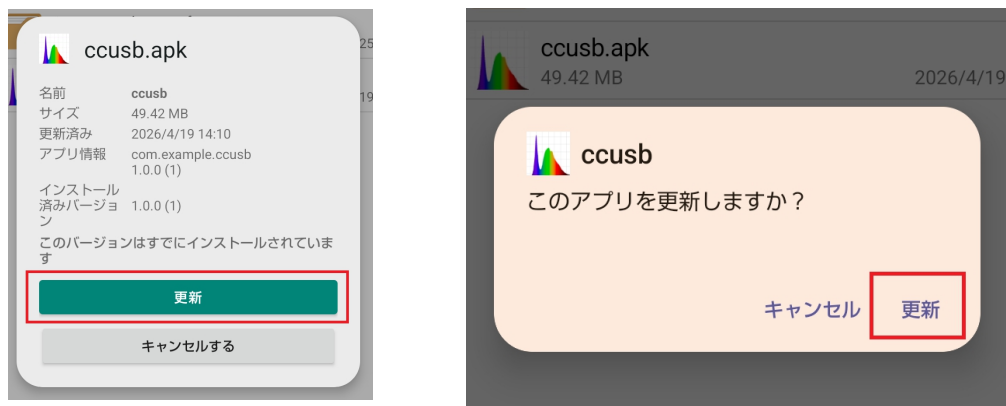 25
19
ccusb.apk
名前 ccusb
サイズ 49.42 MB
更新済み 2026/4/19 14:10
アプリ情報 com.example.ccusb
1.0.0 (1)
インストール
済みバージョ 1.0.0 (1)
ン
このバージョンはすでにインストールされていま
す
更新
キャンセルする
ccusb.apk
49.42 MB 2026/4/19
ccusb
このアプリを更新しますか？
キャンセル 更新